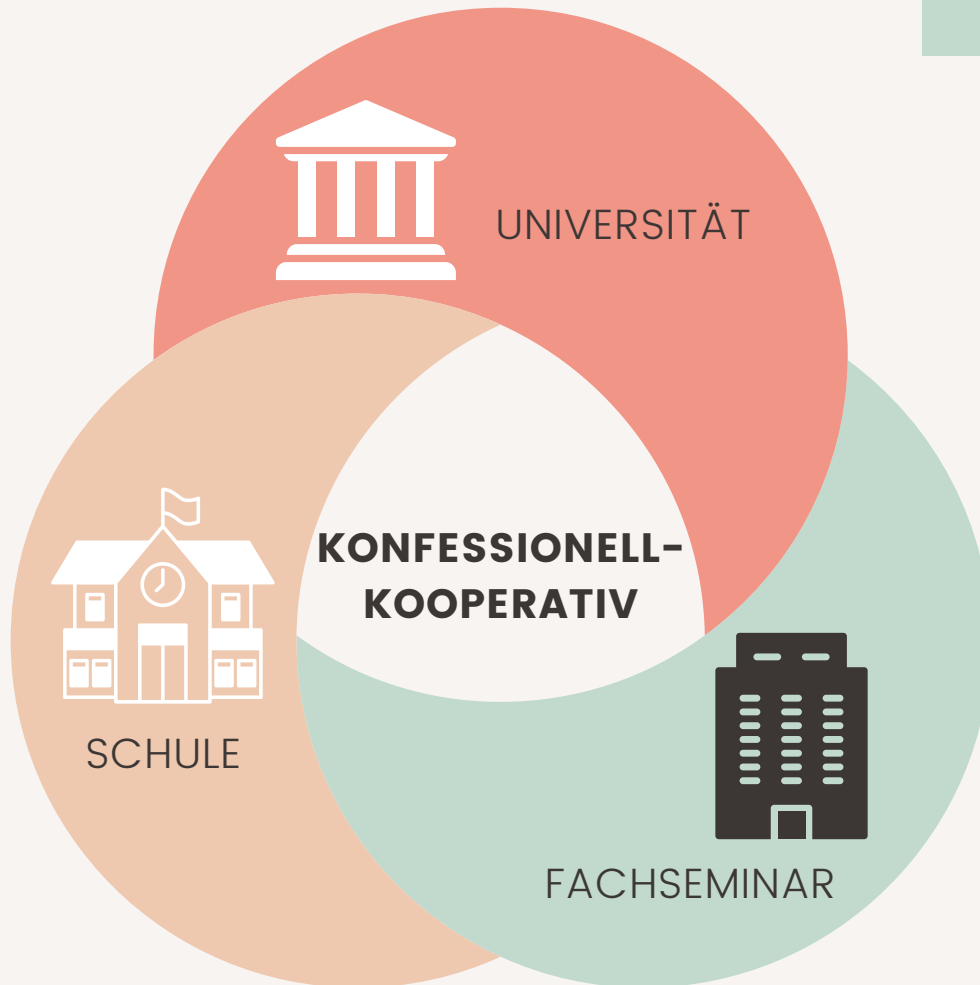 UNIVERSITÄT
KONFESSIONELL-
KOOPERATIV
SCHULE
FACHSEMINAR